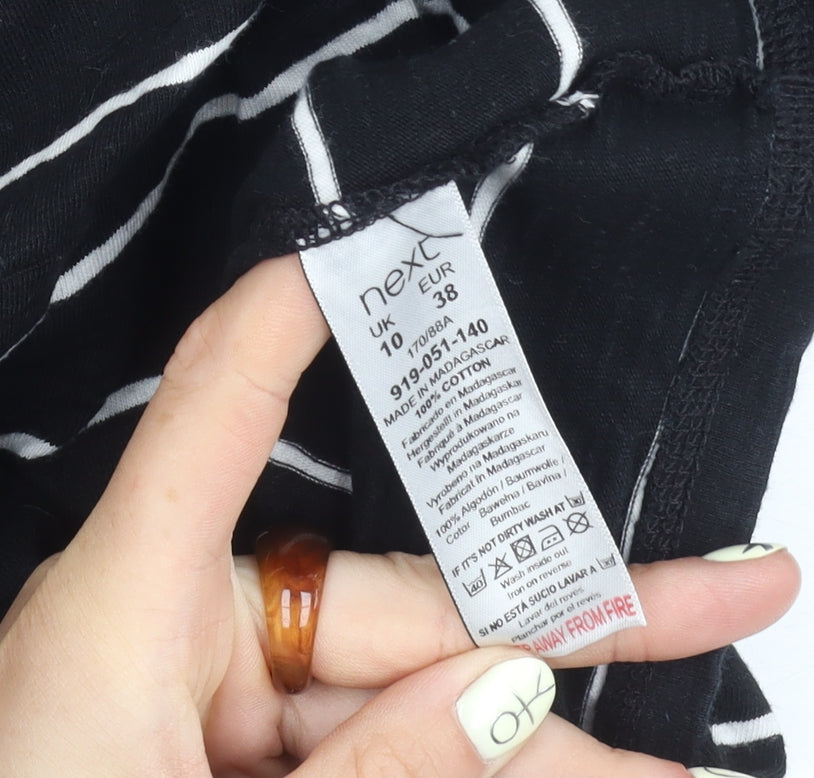 next
UK EUR
10 38
170/88A
919-051-140
MADE IN MADAGASCAR
100% COTTON
Fabricado en Madagascar
Hergestellt in Madagaskar
Fabriqué à Madagascar
Wyprodukowano na
Madagaskarze
Vyrobeno na Madagaskaru
Fabricat in Madagascar
100% Algodón / Baumwolle /
Coton Bawełna / Bavlna /
Bumbac
IF IT'S NOT DIRTY WASH AT
40
Wash inside out
Iron on reverse
SI NO ESTÁ SUCIO LAVAR A
Lavar del revés
Planchar por el revés
AWAY FROM FIRE